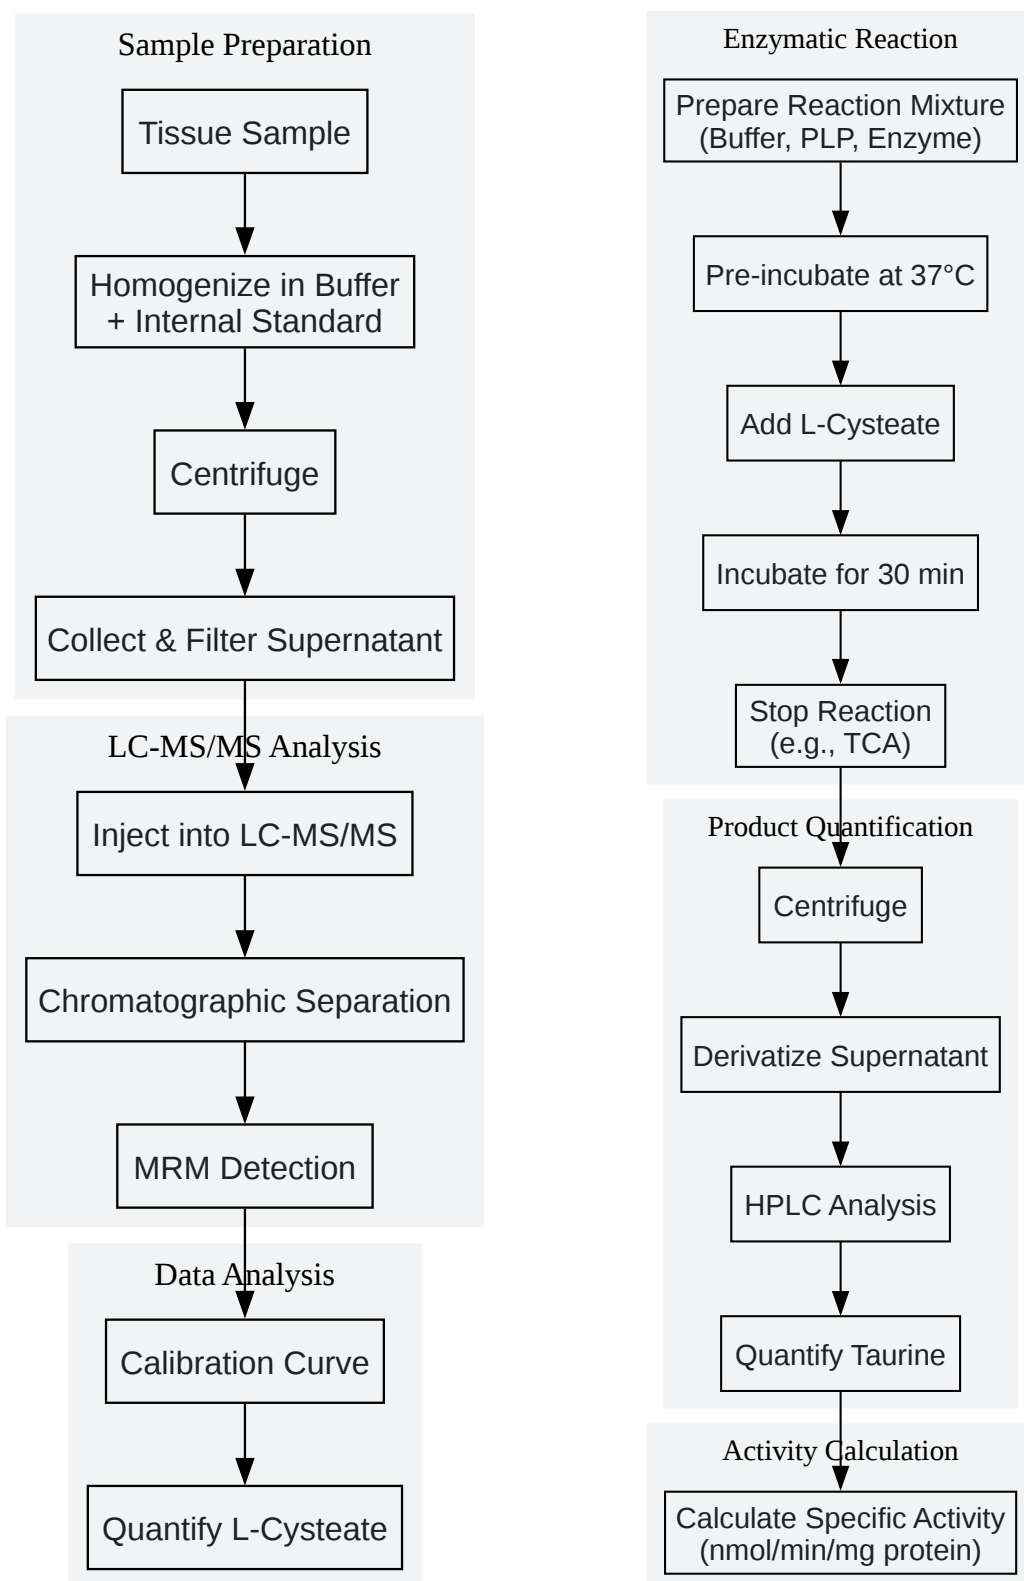 Sample Preparation
Tissue Sample
Homogenize in Buffer
+ Internal Standard
Centrifuge
Collect & Filter Supernatant
LC-MS/MS Analysis
Inject into LC-MS/MS
Chromatographic Separation
MRM Detection
Data Analysis
Calibration Curve
Quantify L-Cysteate
Enzymatic Reaction
Prepare Reaction Mixture
(Buffer, PLP, Enzyme)
Pre-incubate at 37°C
Add L-Cysteate
Incubate for 30 min
Stop Reaction
(e.g., TCA)
Product Quantification
Centrifuge
Derivatize Supernatant
HPLC Analysis
Quantify Taurine
Activity Calculation
Calculate Specific Activity
(nmol/min/mg protein)